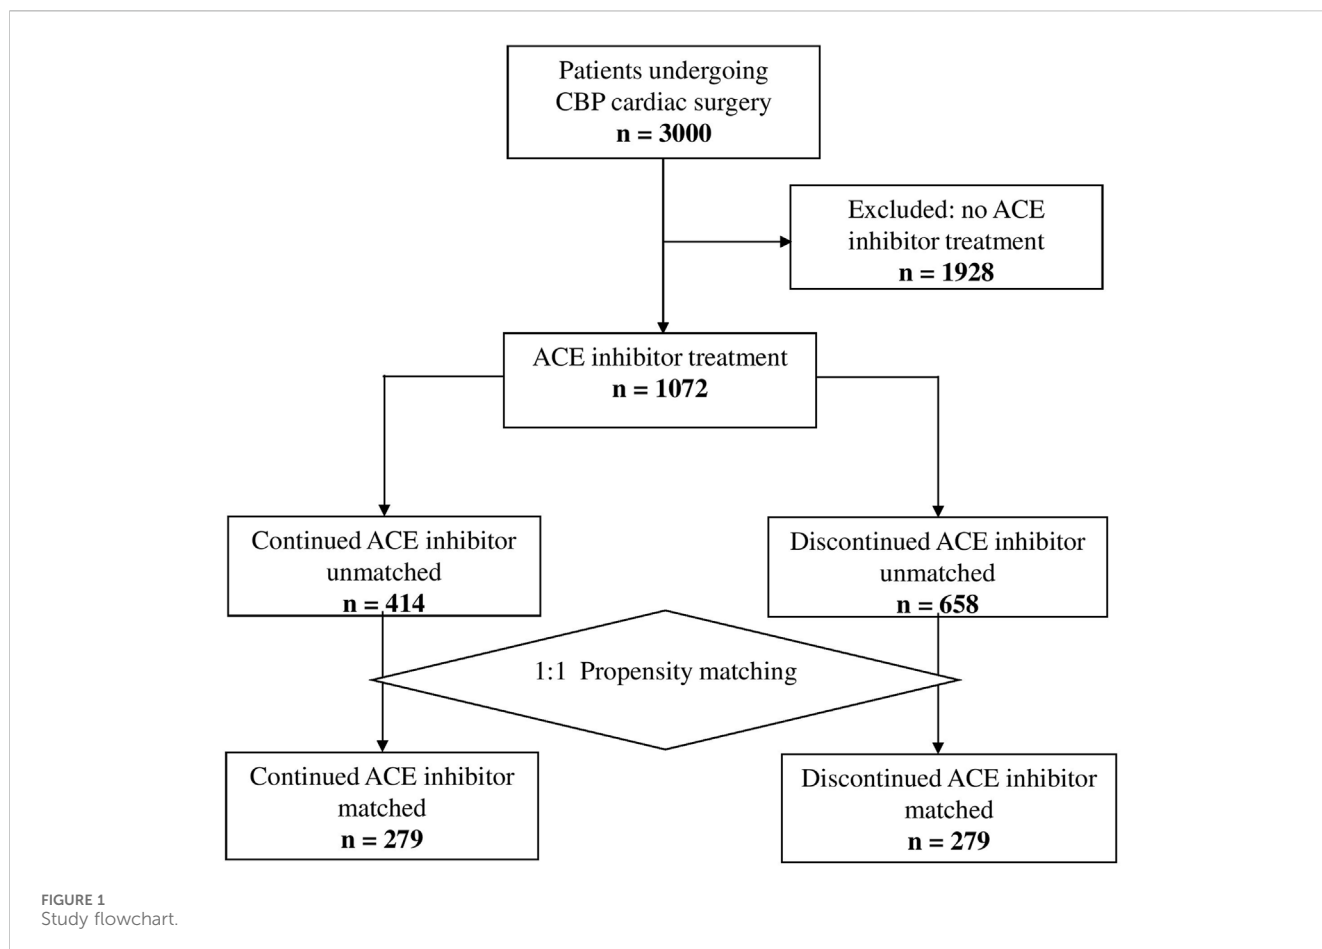 Patients undergoing
CBP cardiac surgery
n = 3000
Excluded: no ACE
inhibitor treatment
n = 1928
ACE inhibitor treatment
n = 1072
Continued ACE inhibitor
unmatched
n = 414
Discontinued ACE inhibitor
unmatched
n = 658
1:1 Propensity matching
Continued ACE inhibitor
matched
n = 279
Discontinued ACE inhibitor
matched
n = 279
FIGURE 1
Study flowchart.